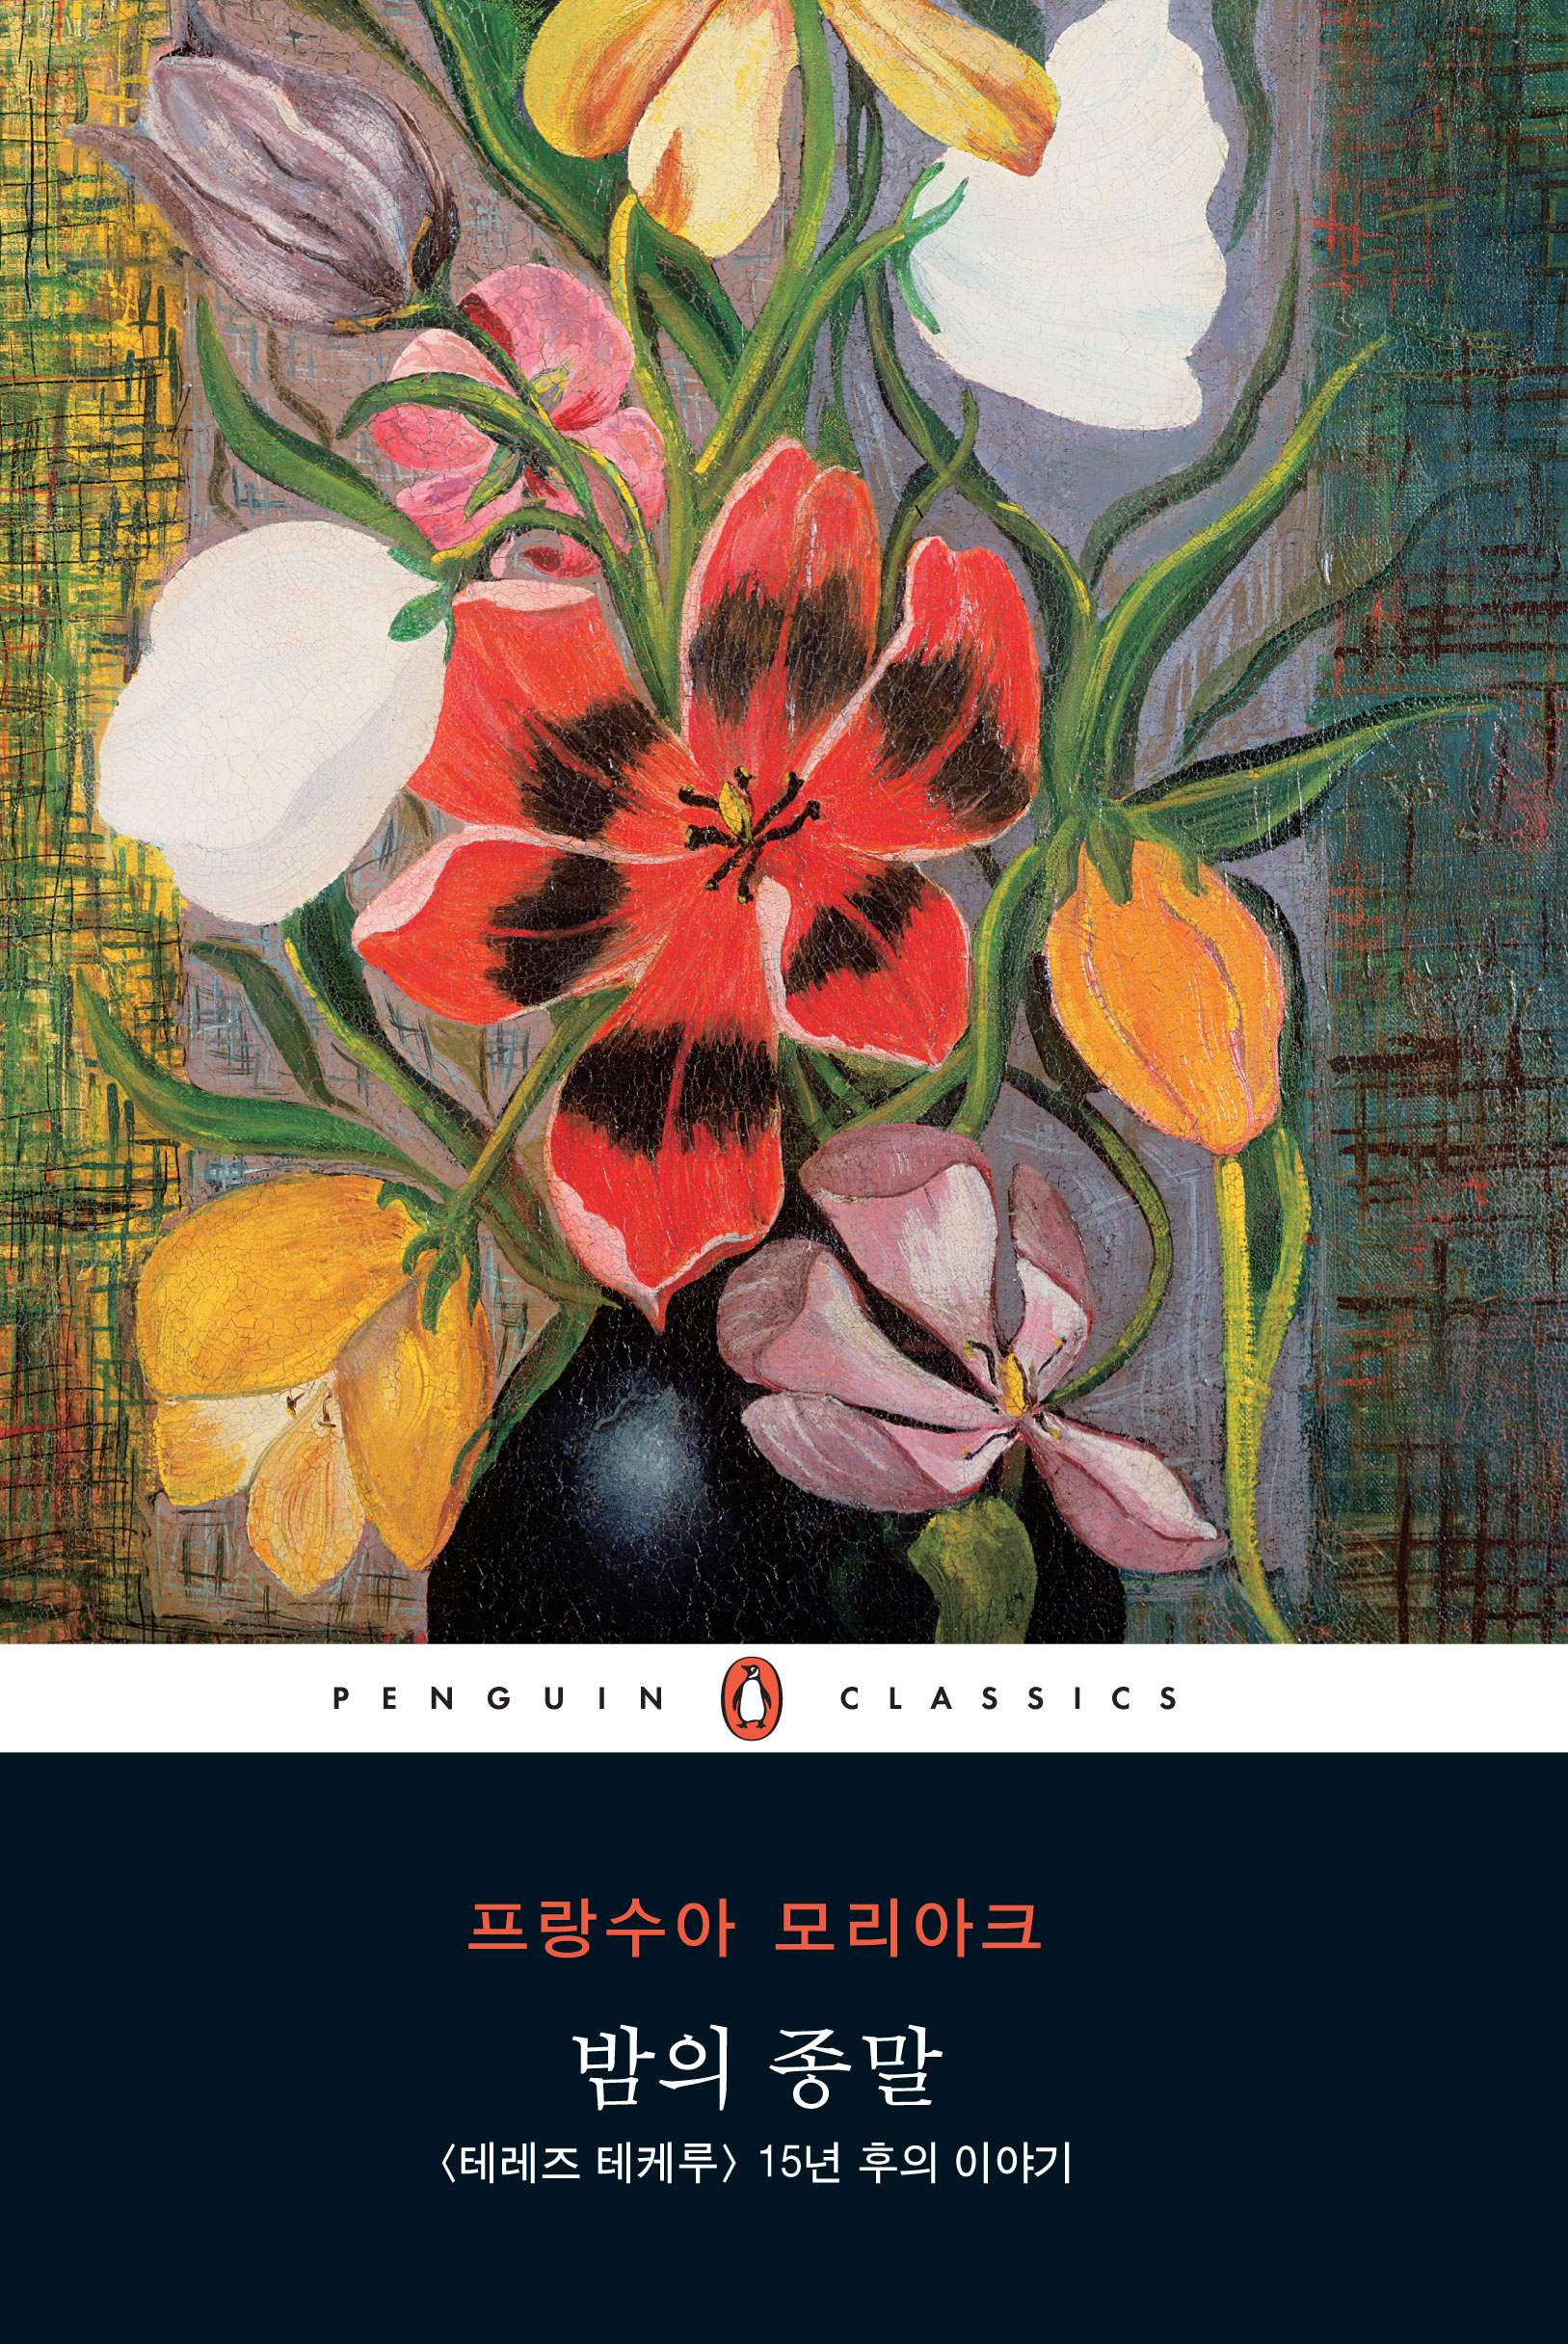 PENGUIN CLASSICS
프랑수아 모리아크
밤의 종말
〈테레즈 테케루〉 15년 후의 이야기